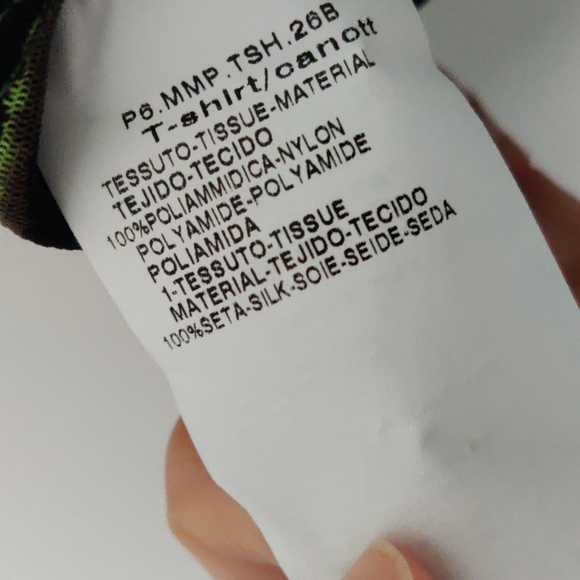 P6.MMP.TSH.26B
T-shirt/canott
TESSUTO-TISSUE-MATERIAL
TEJIDO-TECIDO
100%POLIAMMIDICA-NYLON
POLYAMIDE-POLYAMIDE
POLIAMIDA
1-TESSUTO-TISSUE
MATERIAL-TEJIDO-TECIDO
100%SETA-SILK-SOIE-SEIDE-SEDA